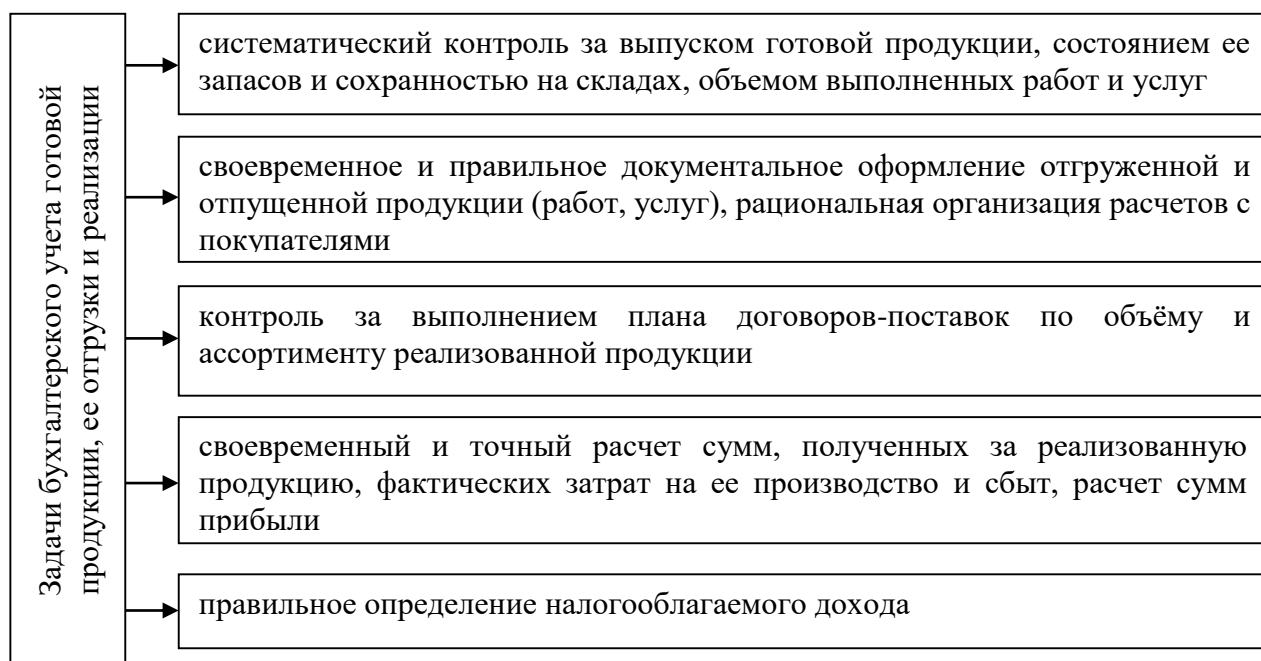 Задачи бухгалтерского учета готовой
продукции, ее отгрузки и реализации
систематический контроль за выпуском готовой продукции, состоянием ее
запасов и сохранностью на складах, объемом выполненных работ и услуг
своевременное и правильное документальное оформление отгруженной и
отпущенной продукции (работ, услуг), рациональная организация расчетов с
покупателями
контроль за выполнением плана договоров-поставок по объёму и
ассортименту реализованной продукции
своевременный и точный расчет сумм, полученных за реализованную
продукцию, фактических затрат на ее производство и сбыт, расчет сумм
прибыли
правильное определение налогооблагаемого дохода